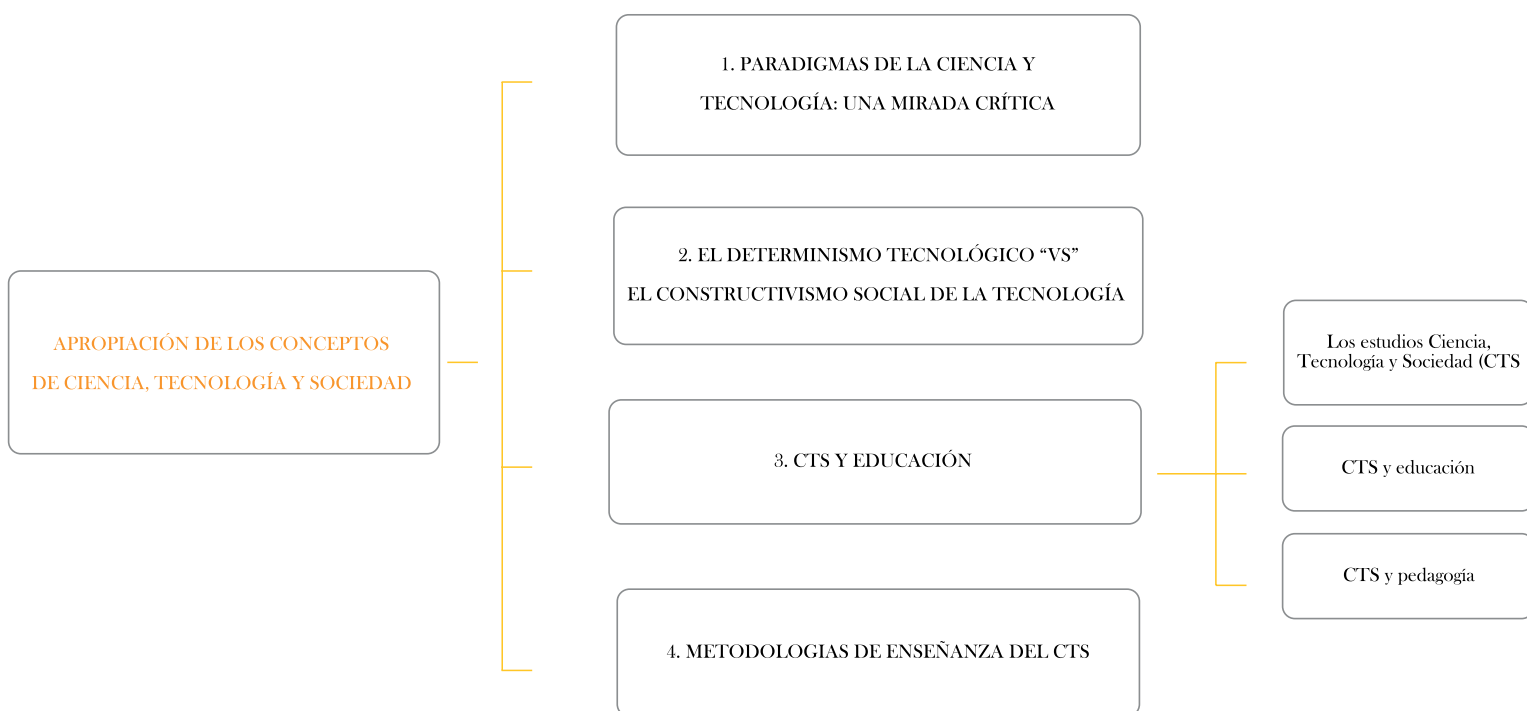 1. PARADIGMAS DE LA CIENCIA Y
TECNOLOGÍA: UNA MIRADA CRÍTICA
2. EL DETERMINISMO TECNOLÓGICO “VS”
EL CONSTRUCTIVISMO SOCIAL DE LA TECNOLOGÍA
APROPIACIÓN DE LOS CONCEPTOS
DE CIENCIA, TECNOLOGÍA Y SOCIEDAD
3. CTS Y EDUCACIÓN
Los estudios Ciencia,
Tecnología y Sociedad (CTS
CTS y educación
CTS y pedagogía
4. METODOLOGIAS DE ENSEÑANZA DEL CTS